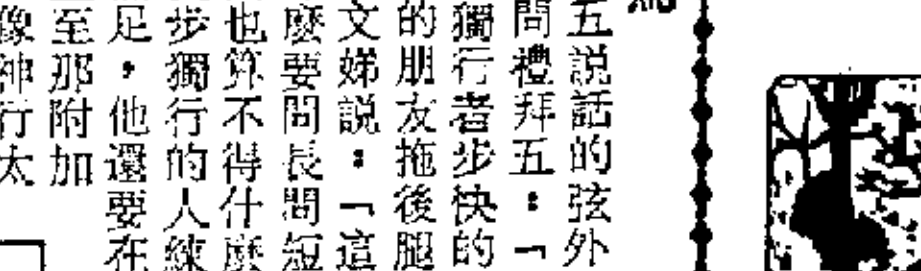 五說話的弦外
問禮拜五：「
獨行者步快的
的朋友拖後腿
文娣說：「這
麼要問長問短
也算不得什麼
步獨行的人練
足，他還要在
至那附加
像神行太